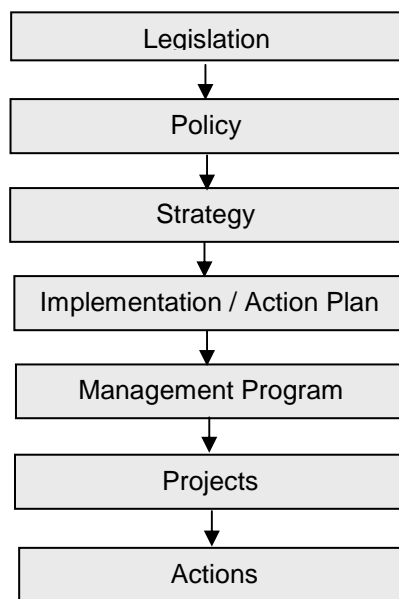 Legislation
Policy
Strategy
Implementation / Action Plan
Management Program
Projects
Actions